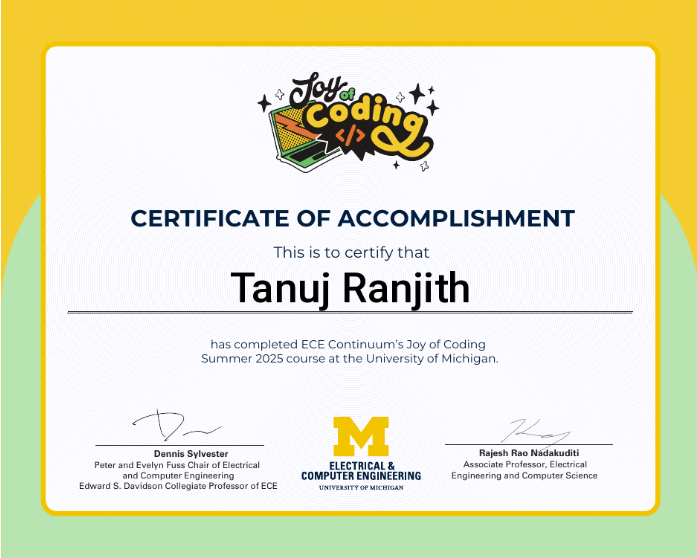 Joy of
Coding
</>
CERTIFICATE OF ACCOMPLISHMENT
This is to certify that
Tanuj Ranjith
has completed ECE Continuum's Joy of Coding
Summer 2025 course at the University of Michigan.
Dennis Sylvester
Peter and Evelyn Fuss Chair of Electrical
and Computer Engineering
Edward S. Davidson Collegiate Professor of ECE
M
ELECTRICAL &
COMPUTER ENGINEERING
UNIVERSITY OF MICHIGAN
Rajesh Rao Nadakuditi
Associate Professor, Electrical
Engineering and Computer Science